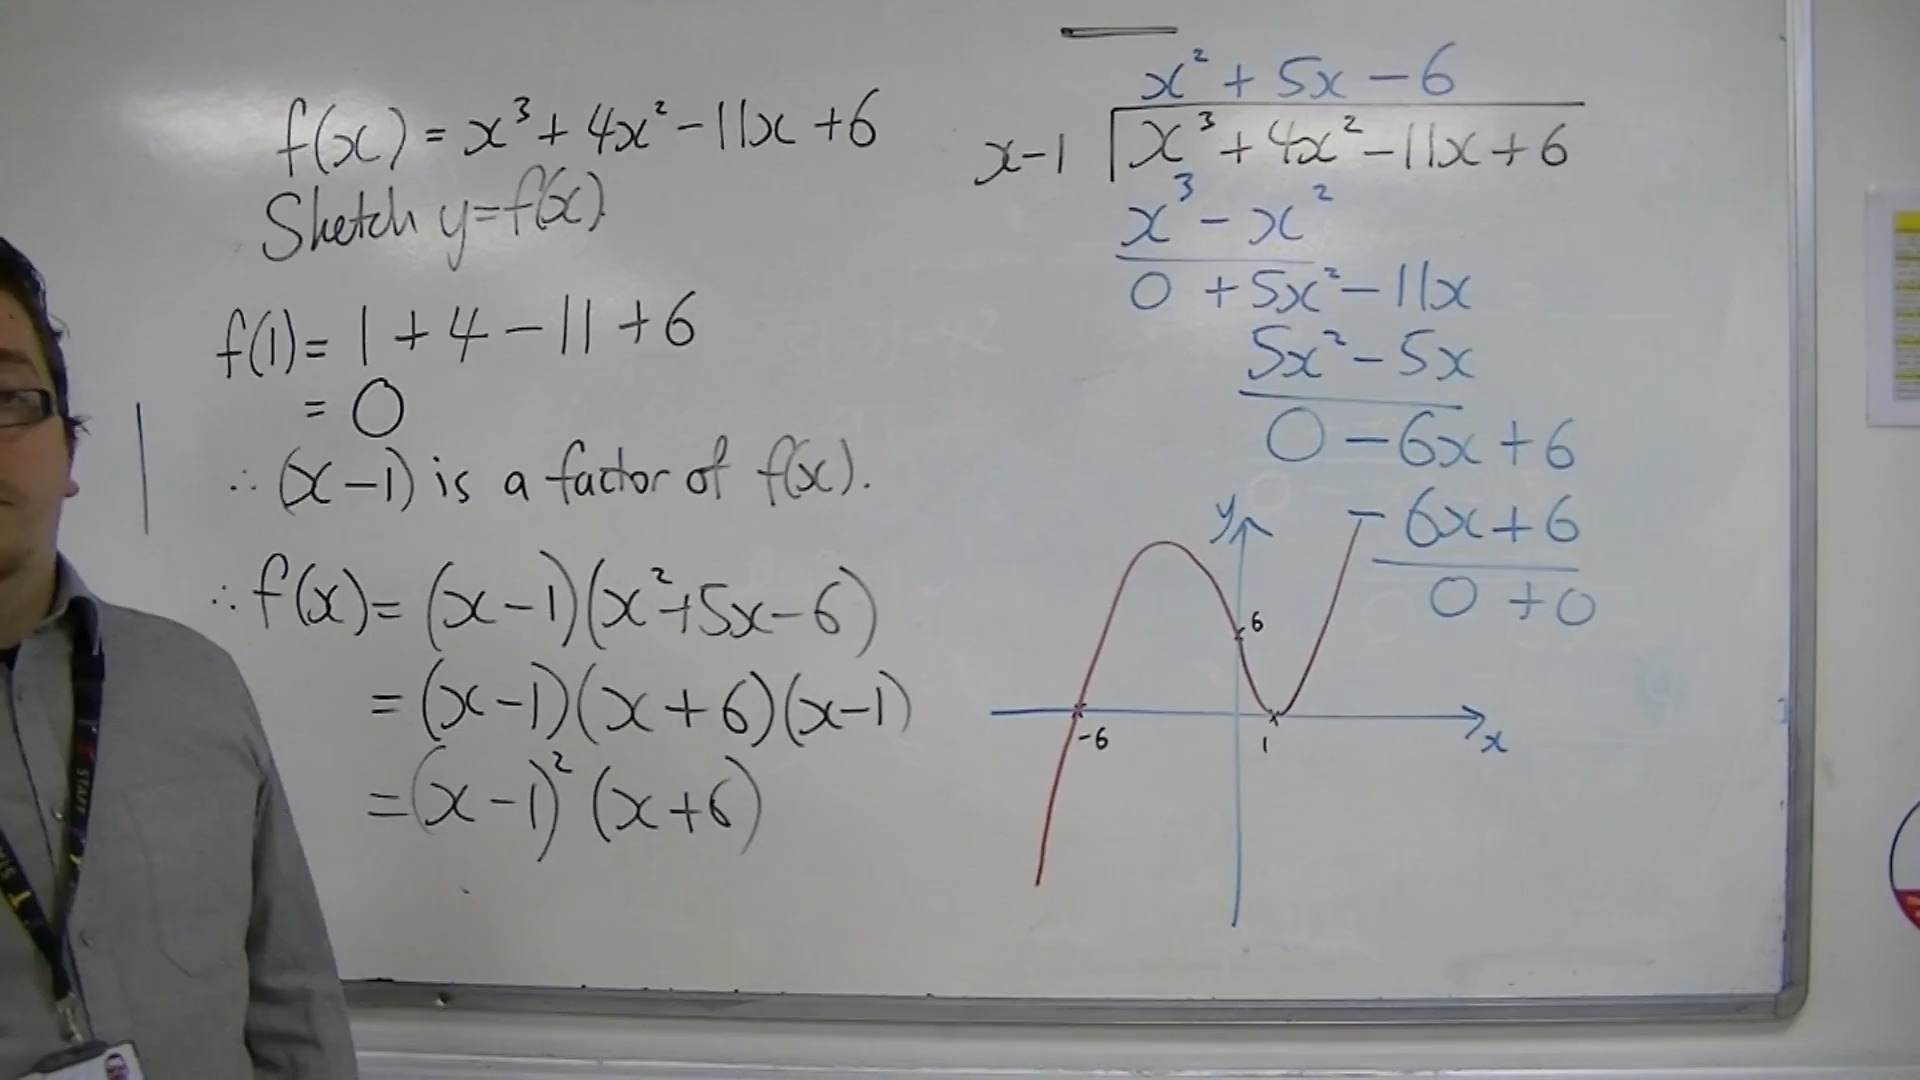 f(x) = x³ + 4x² - 11x + 6
Sketch y = f(x).
f(1) = 1 + 4 - 11 + 6
= 0
∴ (x - 1) is a factor of f(x).
∴ f(x) = (x - 1)(x² + 5x - 6)
= (x - 1)(x + 6)(x - 1)
= (x - 1)² (x + 6)
x² + 5x - 6
x - 1 x³ + 4x² - 11x + 6
x³ - x²
0 + 5x² - 11x
5x² - 5x
0 - 6x + 6
- 6x + 6
0 + 0
y
6
-6
1
x
STAFF